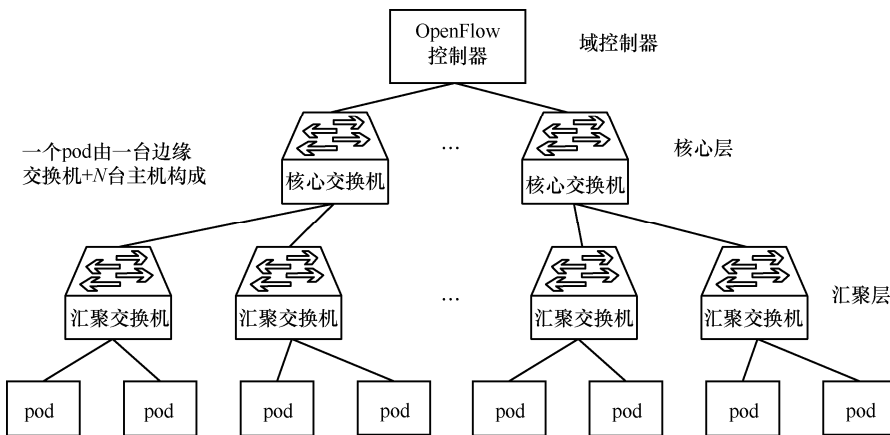 OpenFlow
控制器
域控制器
一个pod由一台边缘
交换机+N台主机构成
...
核心层
核心交换机
核心交换机
...
汇聚层
汇聚交换机
汇聚交换机
汇聚交换机
汇聚交换机
pod
pod
pod
pod
pod
pod
pod
pod